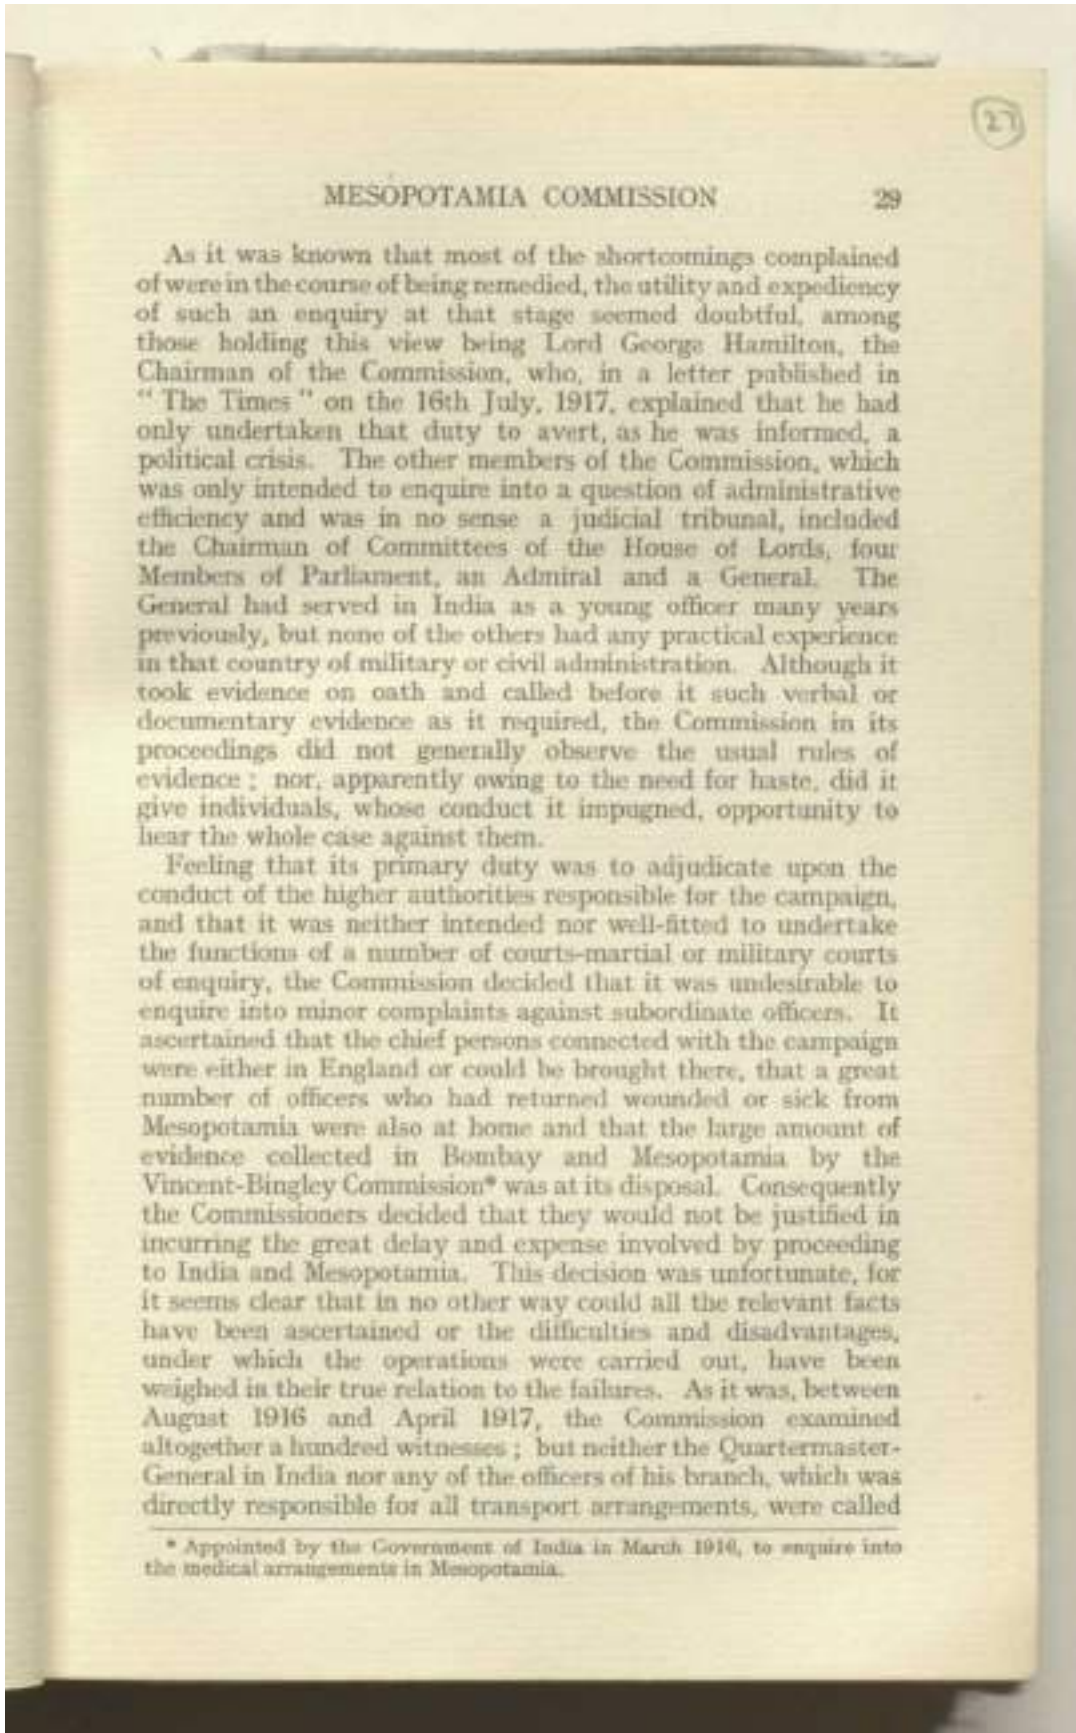 27
MESOPOTAMIA COMMISSION 29
As it was known that most of the shortcomings complained
of were in the course of being remedied, the utility and expediency
of such an enquiry at that stage seemed doubtful, among
those holding this view being Lord George Hamilton, the
Chairman of the Commission, who, in a letter published in
" The Times " on the 16th July, 1917, explained that he had
only undertaken that duty to avert, as he was informed, a
political crisis. The other members of the Commission, which
was only intended to enquire into a question of administrative
efficiency and was in no sense a judicial tribunal, included
the Chairman of Committees of the House of Lords, four
Members of Parliament, an Admiral and a General. The
General had served in India as a young officer many years
previously, but none of the others had any practical experience
in that country of military or civil administration. Although it
took evidence on oath and called before it such verbal or
documentary evidence as it required, the Commission in its
proceedings did not generally observe the usual rules of
evidence ; nor, apparently owing to the need for haste, did it
give individuals, whose conduct it impugned, opportunity to
hear the whole case against them.
Feeling that its primary duty was to adjudicate upon the
conduct of the higher authorities responsible for the campaign,
and that it was neither intended nor well-fitted to undertake
the functions of a number of courts-martial or military courts
of enquiry, the Commission decided that it was undesirable to
enquire into minor complaints against subordinate officers. It
ascertained that the chief persons connected with the campaign
were either in England or could be brought there, that a great
number of officers who had returned wounded or sick from
Mesopotamia were also at home and that the large amount of
evidence collected in Bombay and Mesopotamia by the
Vincent-Bingley Commission* was at its disposal. Consequently
the Commissioners decided that they would not be justified in
incurring the great delay and expense involved by proceeding
to India and Mesopotamia. This decision was unfortunate, for
it seems clear that in no other way could all the relevant facts
have been ascertained or the difficulties and disadvantages,
under which the operations were carried out, have been
weighed in their true relation to the failures. As it was, between
August 1916 and April 1917, the Commission examined
altogether a hundred witnesses ; but neither the Quartermaster-
General in India nor any of the officers of his branch, which was
directly responsible for all transport arrangements, were called
* Appointed by the Government of India in March 1916, to enquire into
the medical arrangements in Mesopotamia.